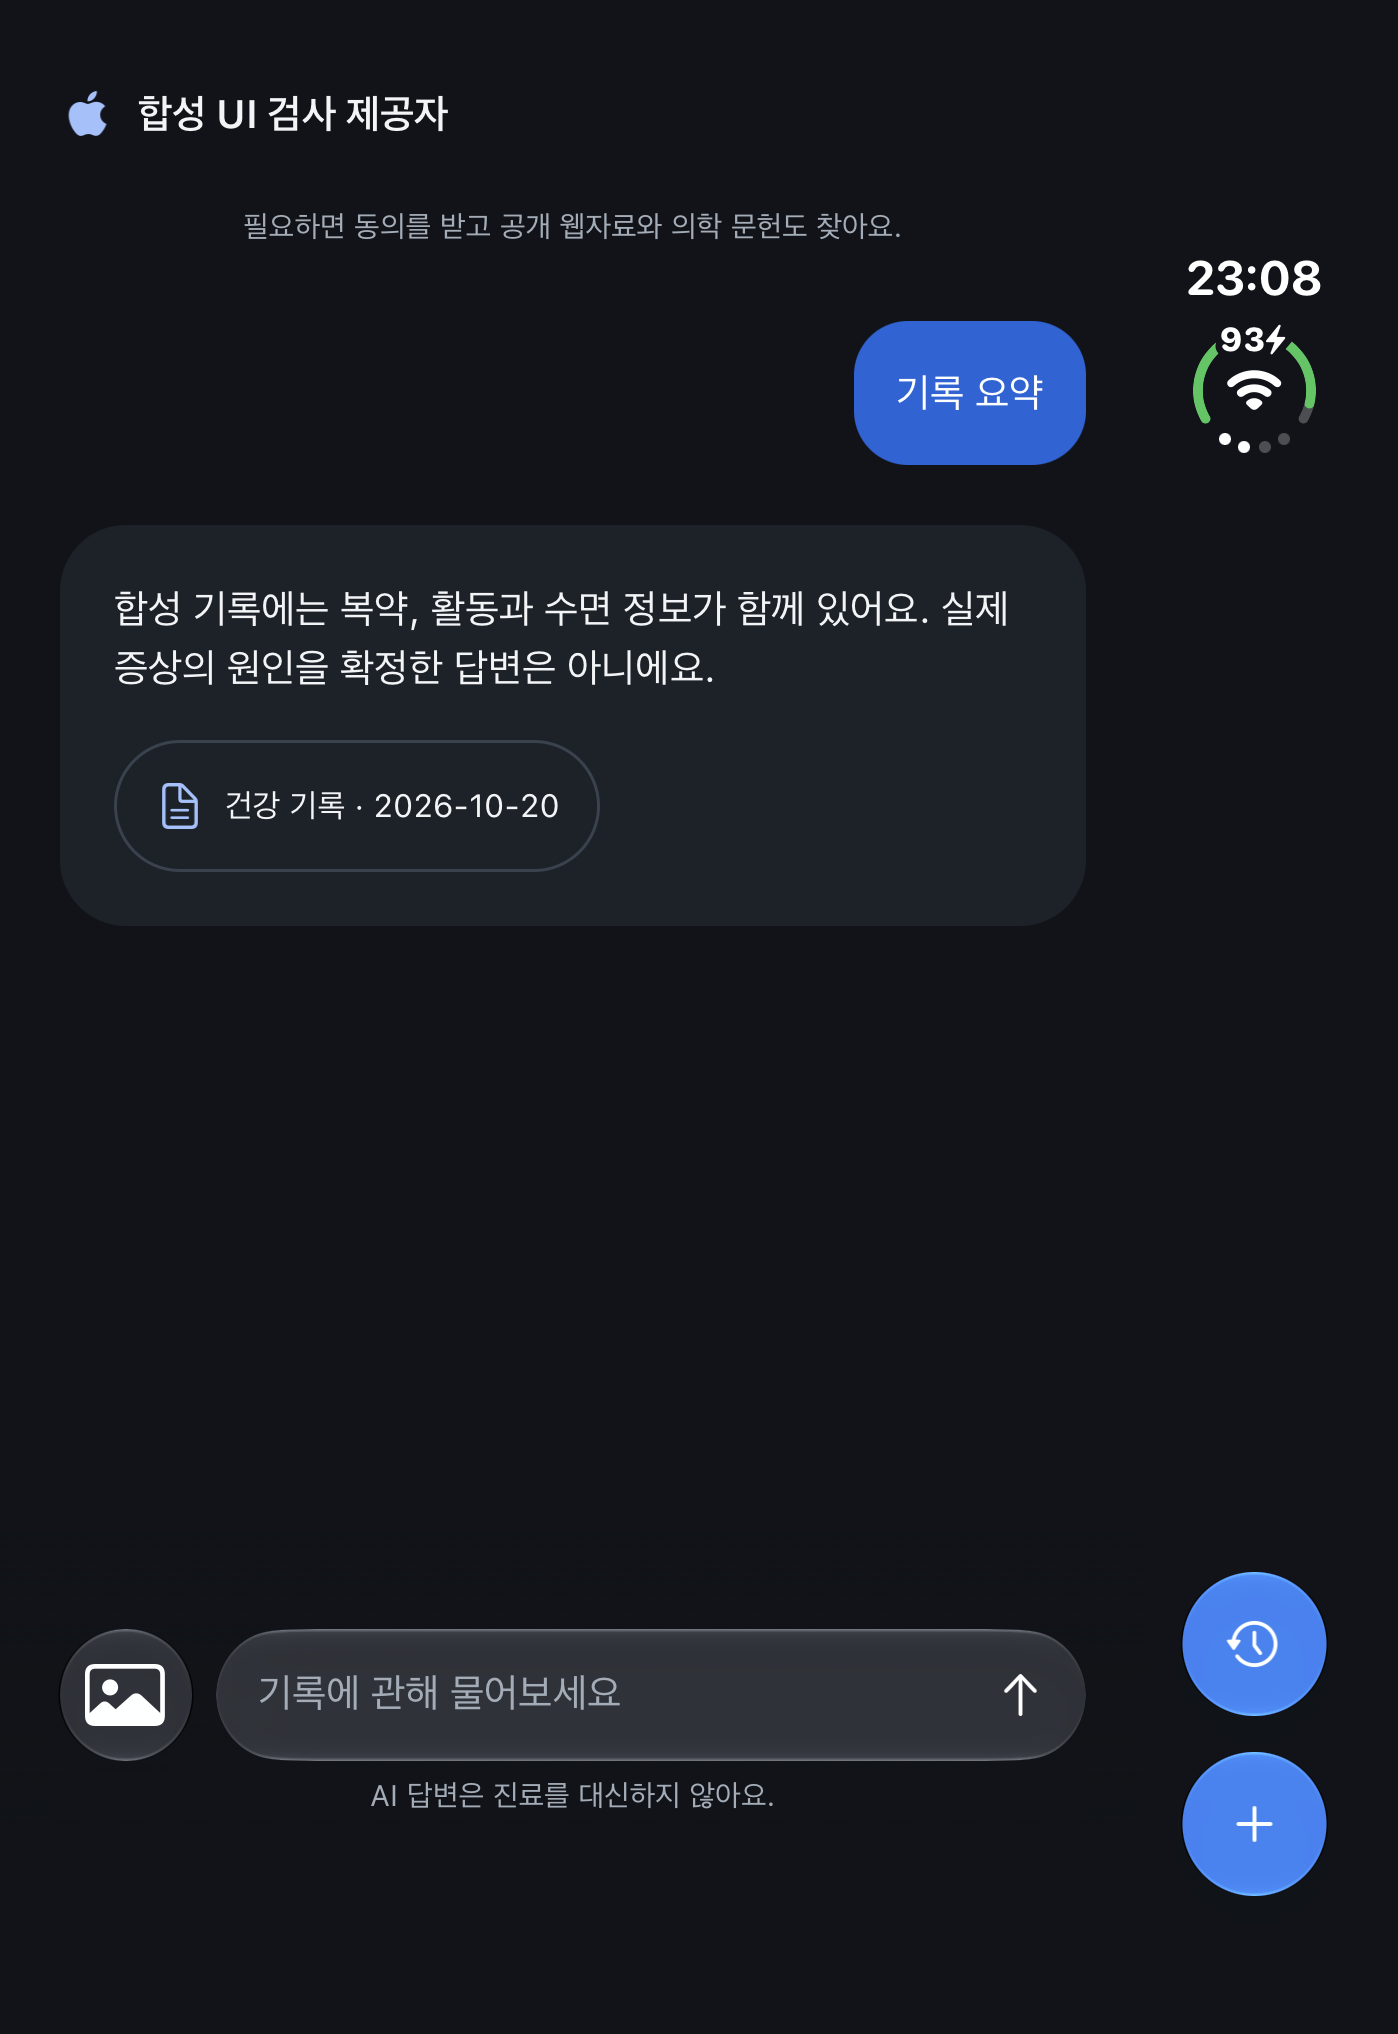 합성 UI 검사 제공자
필요하면 동의를 받고 공개 웹자료와 의학 문헌도 찾아요.
23:08
93
기록 요약
합성 기록에는 복약, 활동과 수면 정보가 함께 있어요. 실제
증상의 원인을 확정한 답변은 아니에요.
건강 기록 · 2026-10-20
기록에 관해 물어보세요
AI 답변은 진료를 대신하지 않아요.